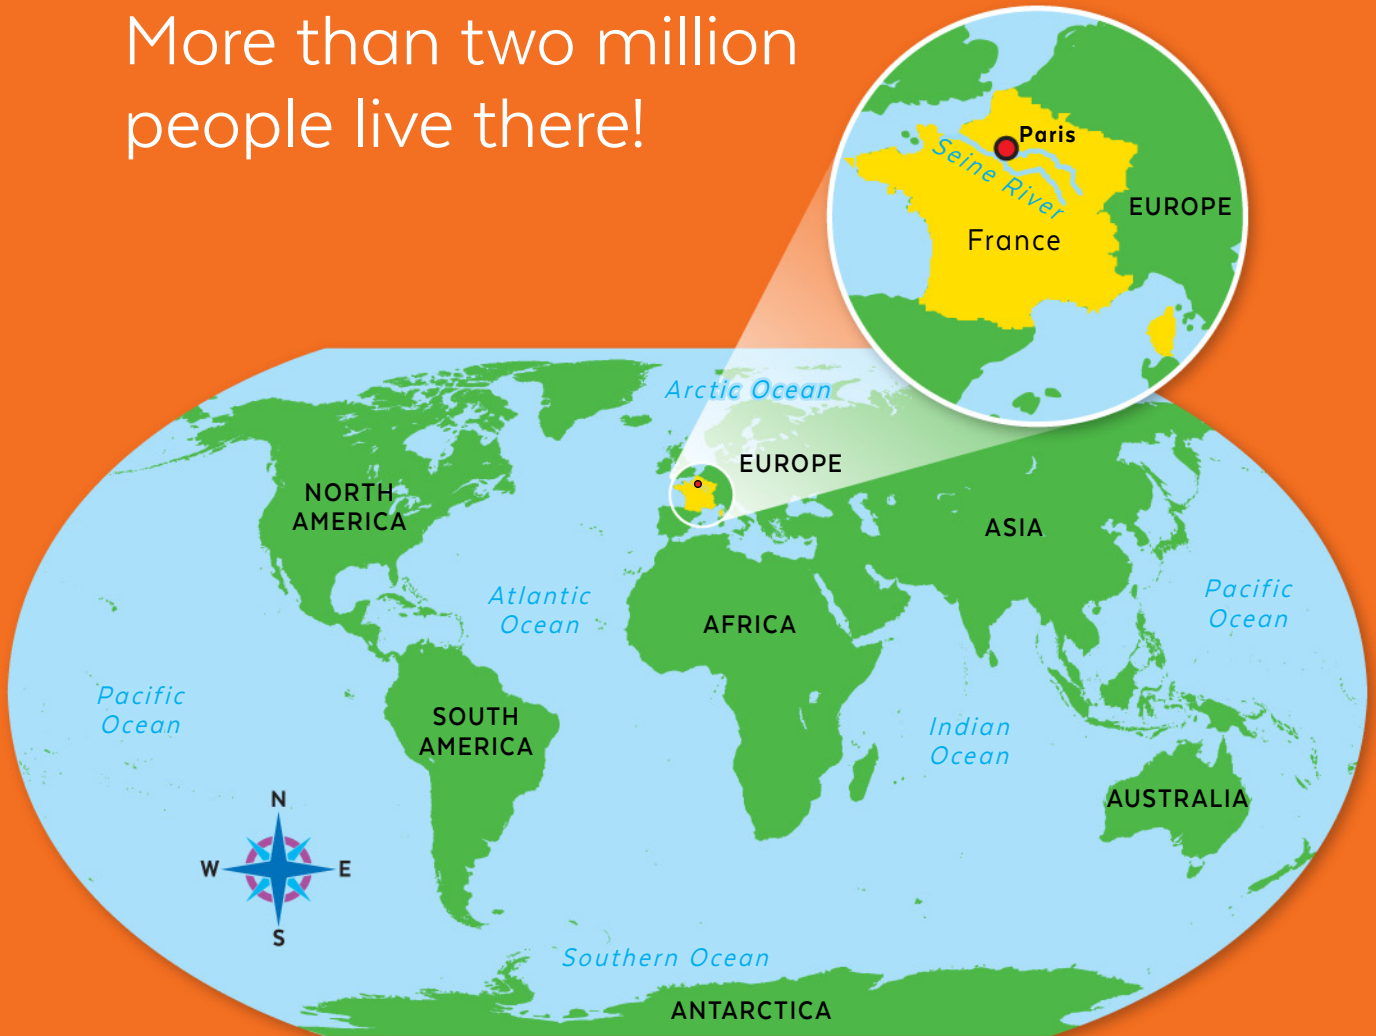 More than two million
people live there!
Paris
Seine River
EUROPE
France
Arctic Ocean
EUROPE
NORTH
AMERICA
ASIA
Atlantic
Ocean
Pacific
Ocean
AFRICA
Pacific
Ocean
SOUTH
AMERICA
Indian
Ocean
AUSTRALIA
N
W
E
S
Southern Ocean
ANTARCTICA